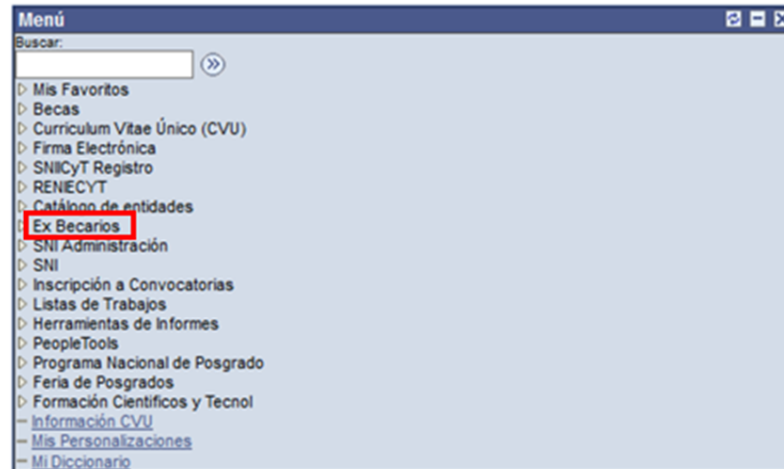 Menú
Buscar:
Mis Favoritos
Becas
Curriculum Vitae Único (CVU)
Firma Electrónica
SNIICyT Registro
RENIECYT
Catálogo de entidades
Ex Becarios
SNI Administración
SNI
Inscripción a Convocatorias
Listas de Trabajos
Herramientas de Informes
PeopleTools
Programa Nacional de Posgrado
Feria de Posgrados
Formación Cientificos y Tecnol
Información CVU
Mis Personalizaciones
Mi Diccionario